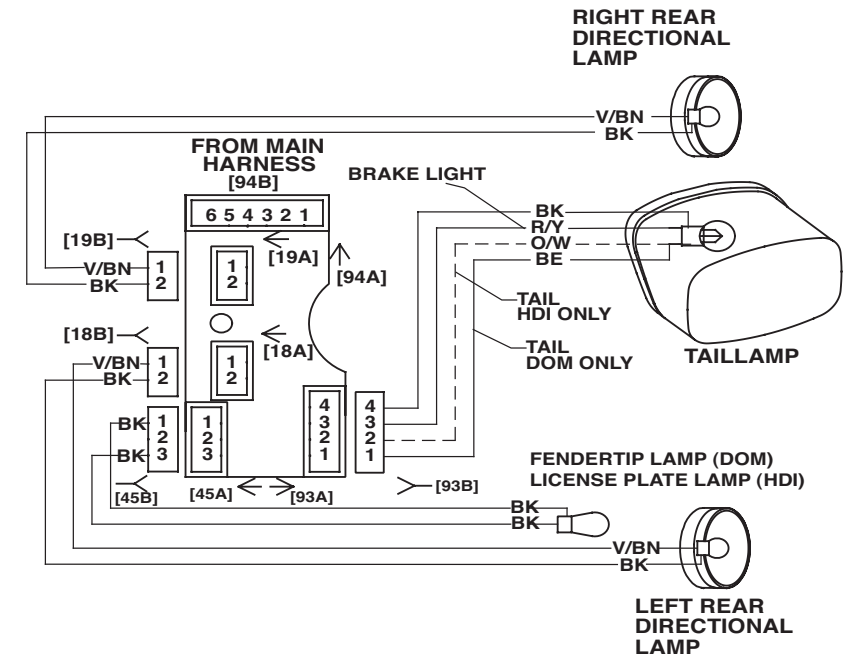 RIGHT REAR
DIRECTIONAL
LAMP
V/BN
BK
FROM MAIN
HARNESS
[94B]
BRAKE LIGHT
6 5 4 3 2 1
BK
R/Y
O/W
BE
[19B]
[19A]
[94A]
V/BN
BK
1
2
1
2
TAIL
HDI ONLY
[18B]
[18A]
TAIL
DOM ONLY
TAILLAMP
V/BN
BK
1
2
1
2
BK
BK
1
2
3
1
2
3
4
3
2
1
4
3
2
1
[45B]
[45A]
[93A]
[93B]
FENDERTIP LAMP (DOM)
LICENSE PLATE LAMP (HDI)
BK
BK
V/BN
BK
LEFT REAR
DIRECTIONAL
LAMP